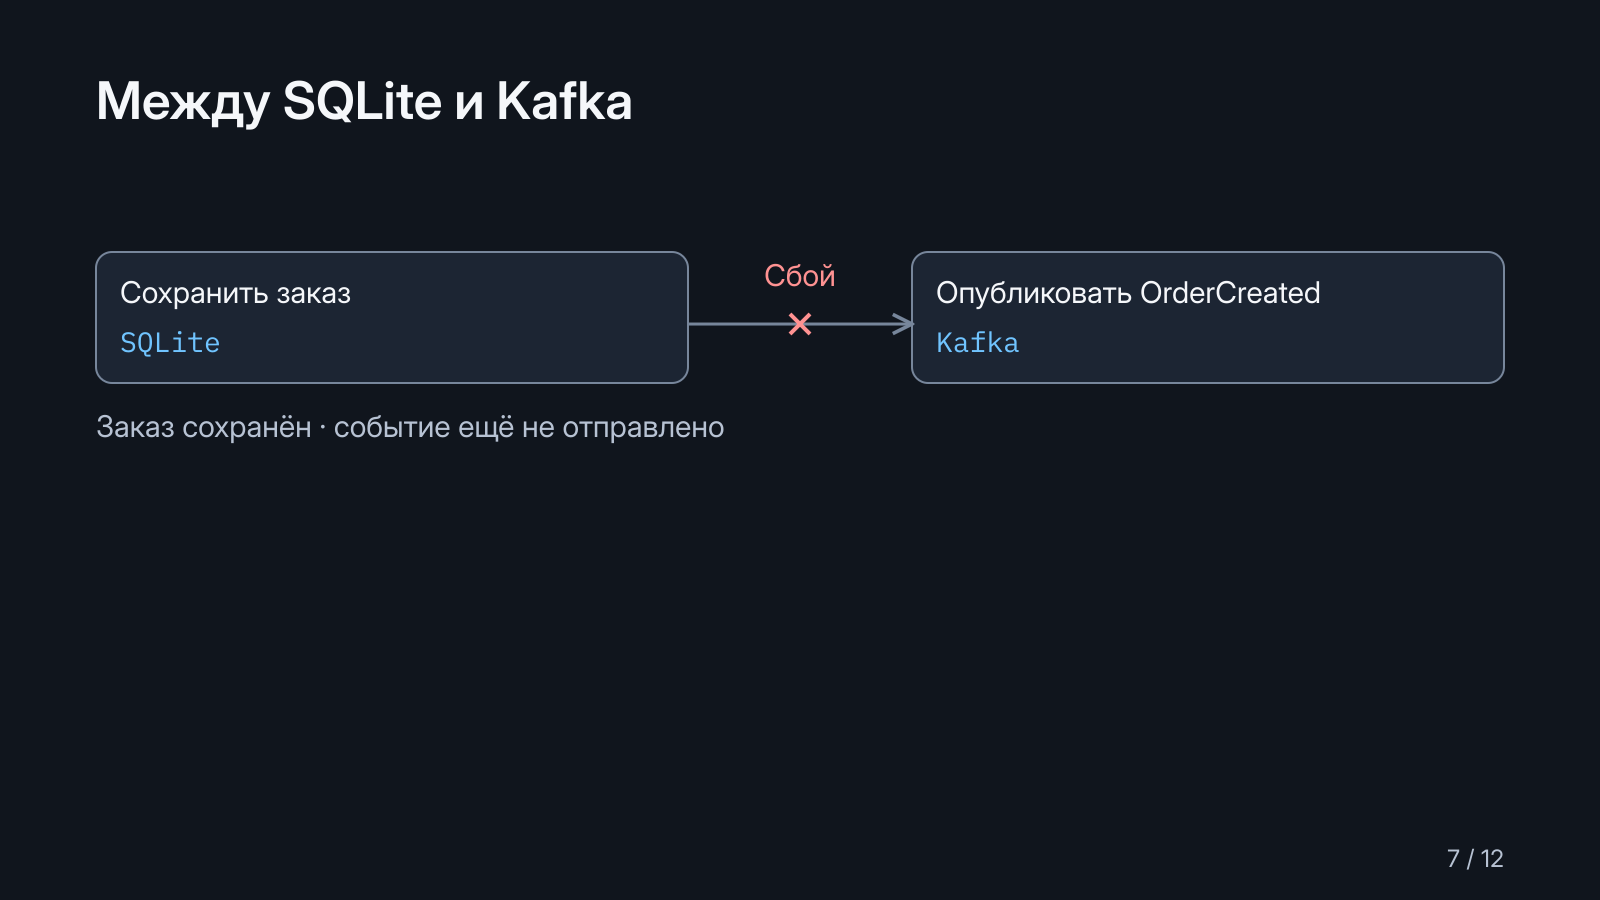 Между SQLite и Kafka
Сохранить заказ
SQLite
Сбой
Опубликовать OrderCreated
Kafka
Заказ сохранён · событие ещё не отправлено
7 / 12